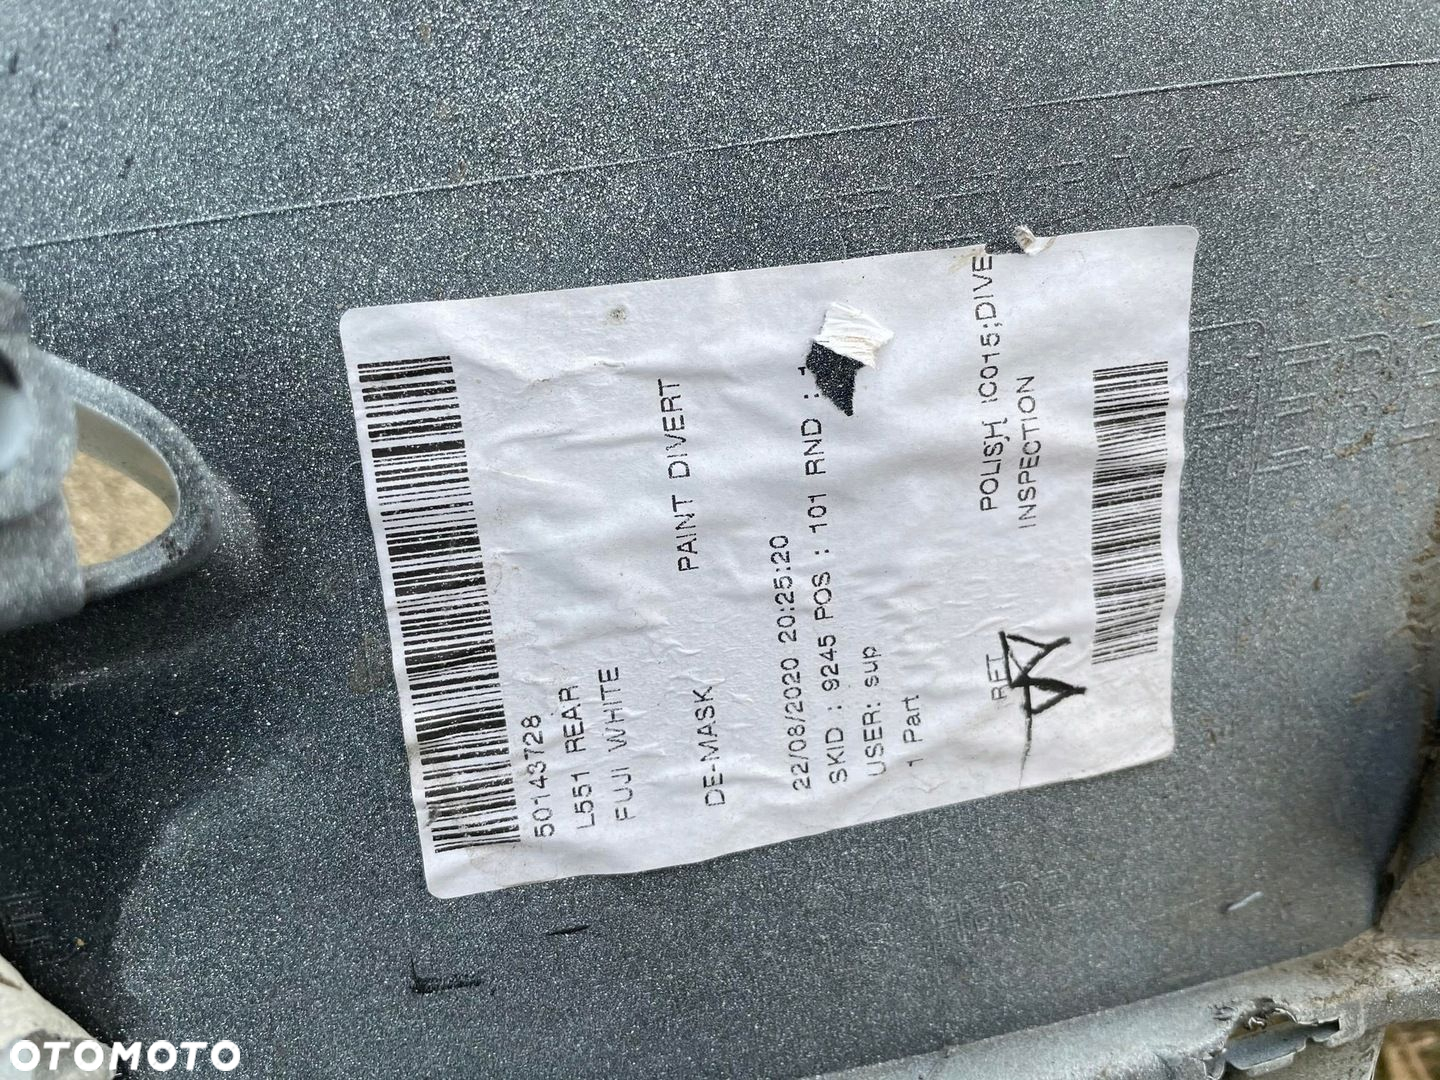 50143728
L551 REAR
FUJI WHITE
DE-MASK PAINT DIVERT
22/08/2020 20:25:20
SKID : 9245 POS : 101 RND :
USER: sup
1 Part
RET POLISH IC015;DIVE
INSPECTION
OTOMOTO